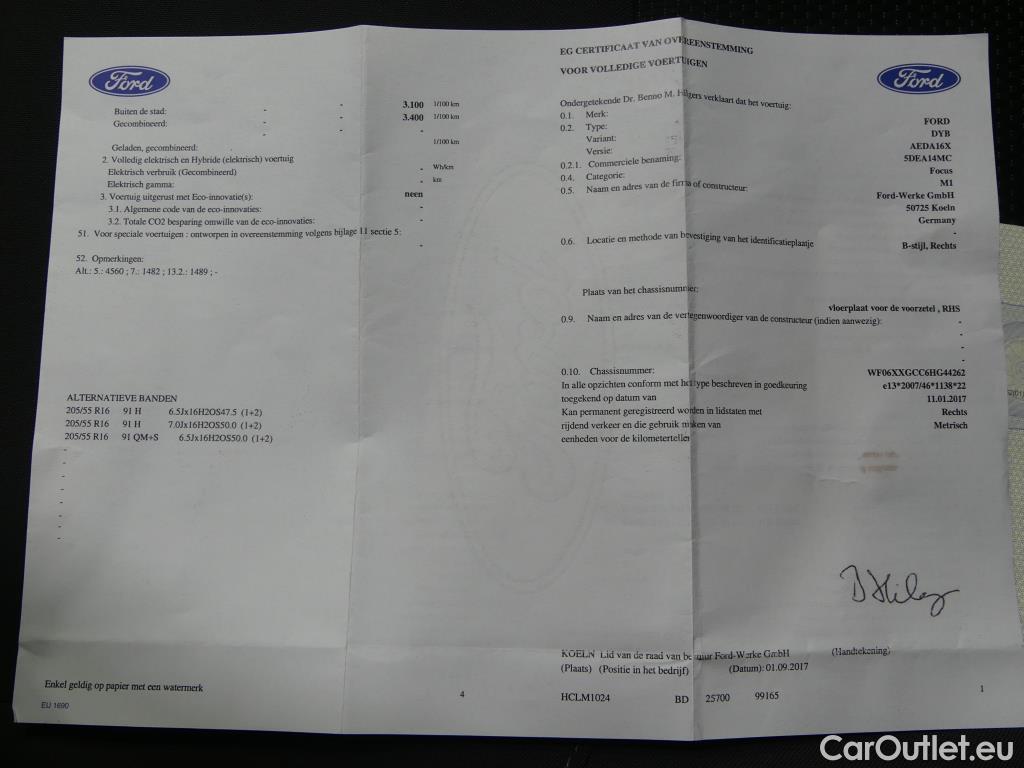 Ford
Buiten de stad: - - 3.100 1/100 km
Gecombineerd: - - 3.400 1/100 km
- - -
Geladen, gecombineerd: 1/100 km
2. Volledig elektrisch en Hybride (elektrisch) voertuig
Elektrisch verbruik (Gecombineerd) - Wh/km
Elektrisch gamma: - km
3. Voertuig uitgerust met Eco-innovatie(s): neen
3.1. Algemene code van de eco-innovaties: -
3.2. Totale CO2 besparing omwille van de eco-innovaties: -
51. Voor speciale voertuigen : ontworpen in overeenstemming volgens bijlage 11 sectie 5:
-
52. Opmerkingen:
Alt.: 5.: 4560 ; 7.: 1482 ; 13.2.: 1489 ; -
ALTERNATIEVE BANDEN
205/55 R16 91 H 6.5Jx16H2OS47.5 (1+2)
205/55 R16 91 H 7.0Jx16H2OS50.0 (1+2)
205/55 R16 91 QM+S 6.5Jx16H2OS50.0 (1+2)
-
-
-
-
-
-
-
-
Enkel geldig op papier met een watermerk
EU 1690
4
EG CERTIFICAAT VAN OVEREENSTEMMING
VOOR VOLLEDIGE VOERTUIGEN
Ford
Ondergetekende Dr. Benno M. Hilgers verklaart dat het voertuig:
0.1. Merk: FORD
0.2. Type: DYB
Variant: AEDA16X
Versie: 5DEA14MC
0.2.1. Commerciele benaming: Focus
0.4. Categorie: M1
0.5. Naam en adres van de firma of constructeur: Ford-Werke GmbH
50725 Koeln
Germany
-
0.6. Locatie en methode van bevestiging van het identificatieplaatje B-stijl, Rechts
Plaats van het chassisnummer:
vloerplaat voor de voorzetel , RHS
0.9. Naam en adres van de vertegenwoordiger van de constructeur (indien aanwezig): -
-
-
-
0.10. Chassisnummer: WF06XXGCC6HG44262
In alle opzichten conform met het type beschreven in goedkeuring e13*2007/46*1138*22
toegekend op datum van 11.01.2017
Kan permanent geregistreerd worden in lidstaten met Rechts
rijdend verkeer en die gebruik maken van Metrisch
eenheden voor de kilometerteller
KOELN Lid van de raad van bestuur Ford-Werke GmbH (Handtekening)
(Plaats) (Positie in het bedrijf) (Datum): 01.09.2017
HCLM1024 BD 25700 99165
1
CarOutlet.eu